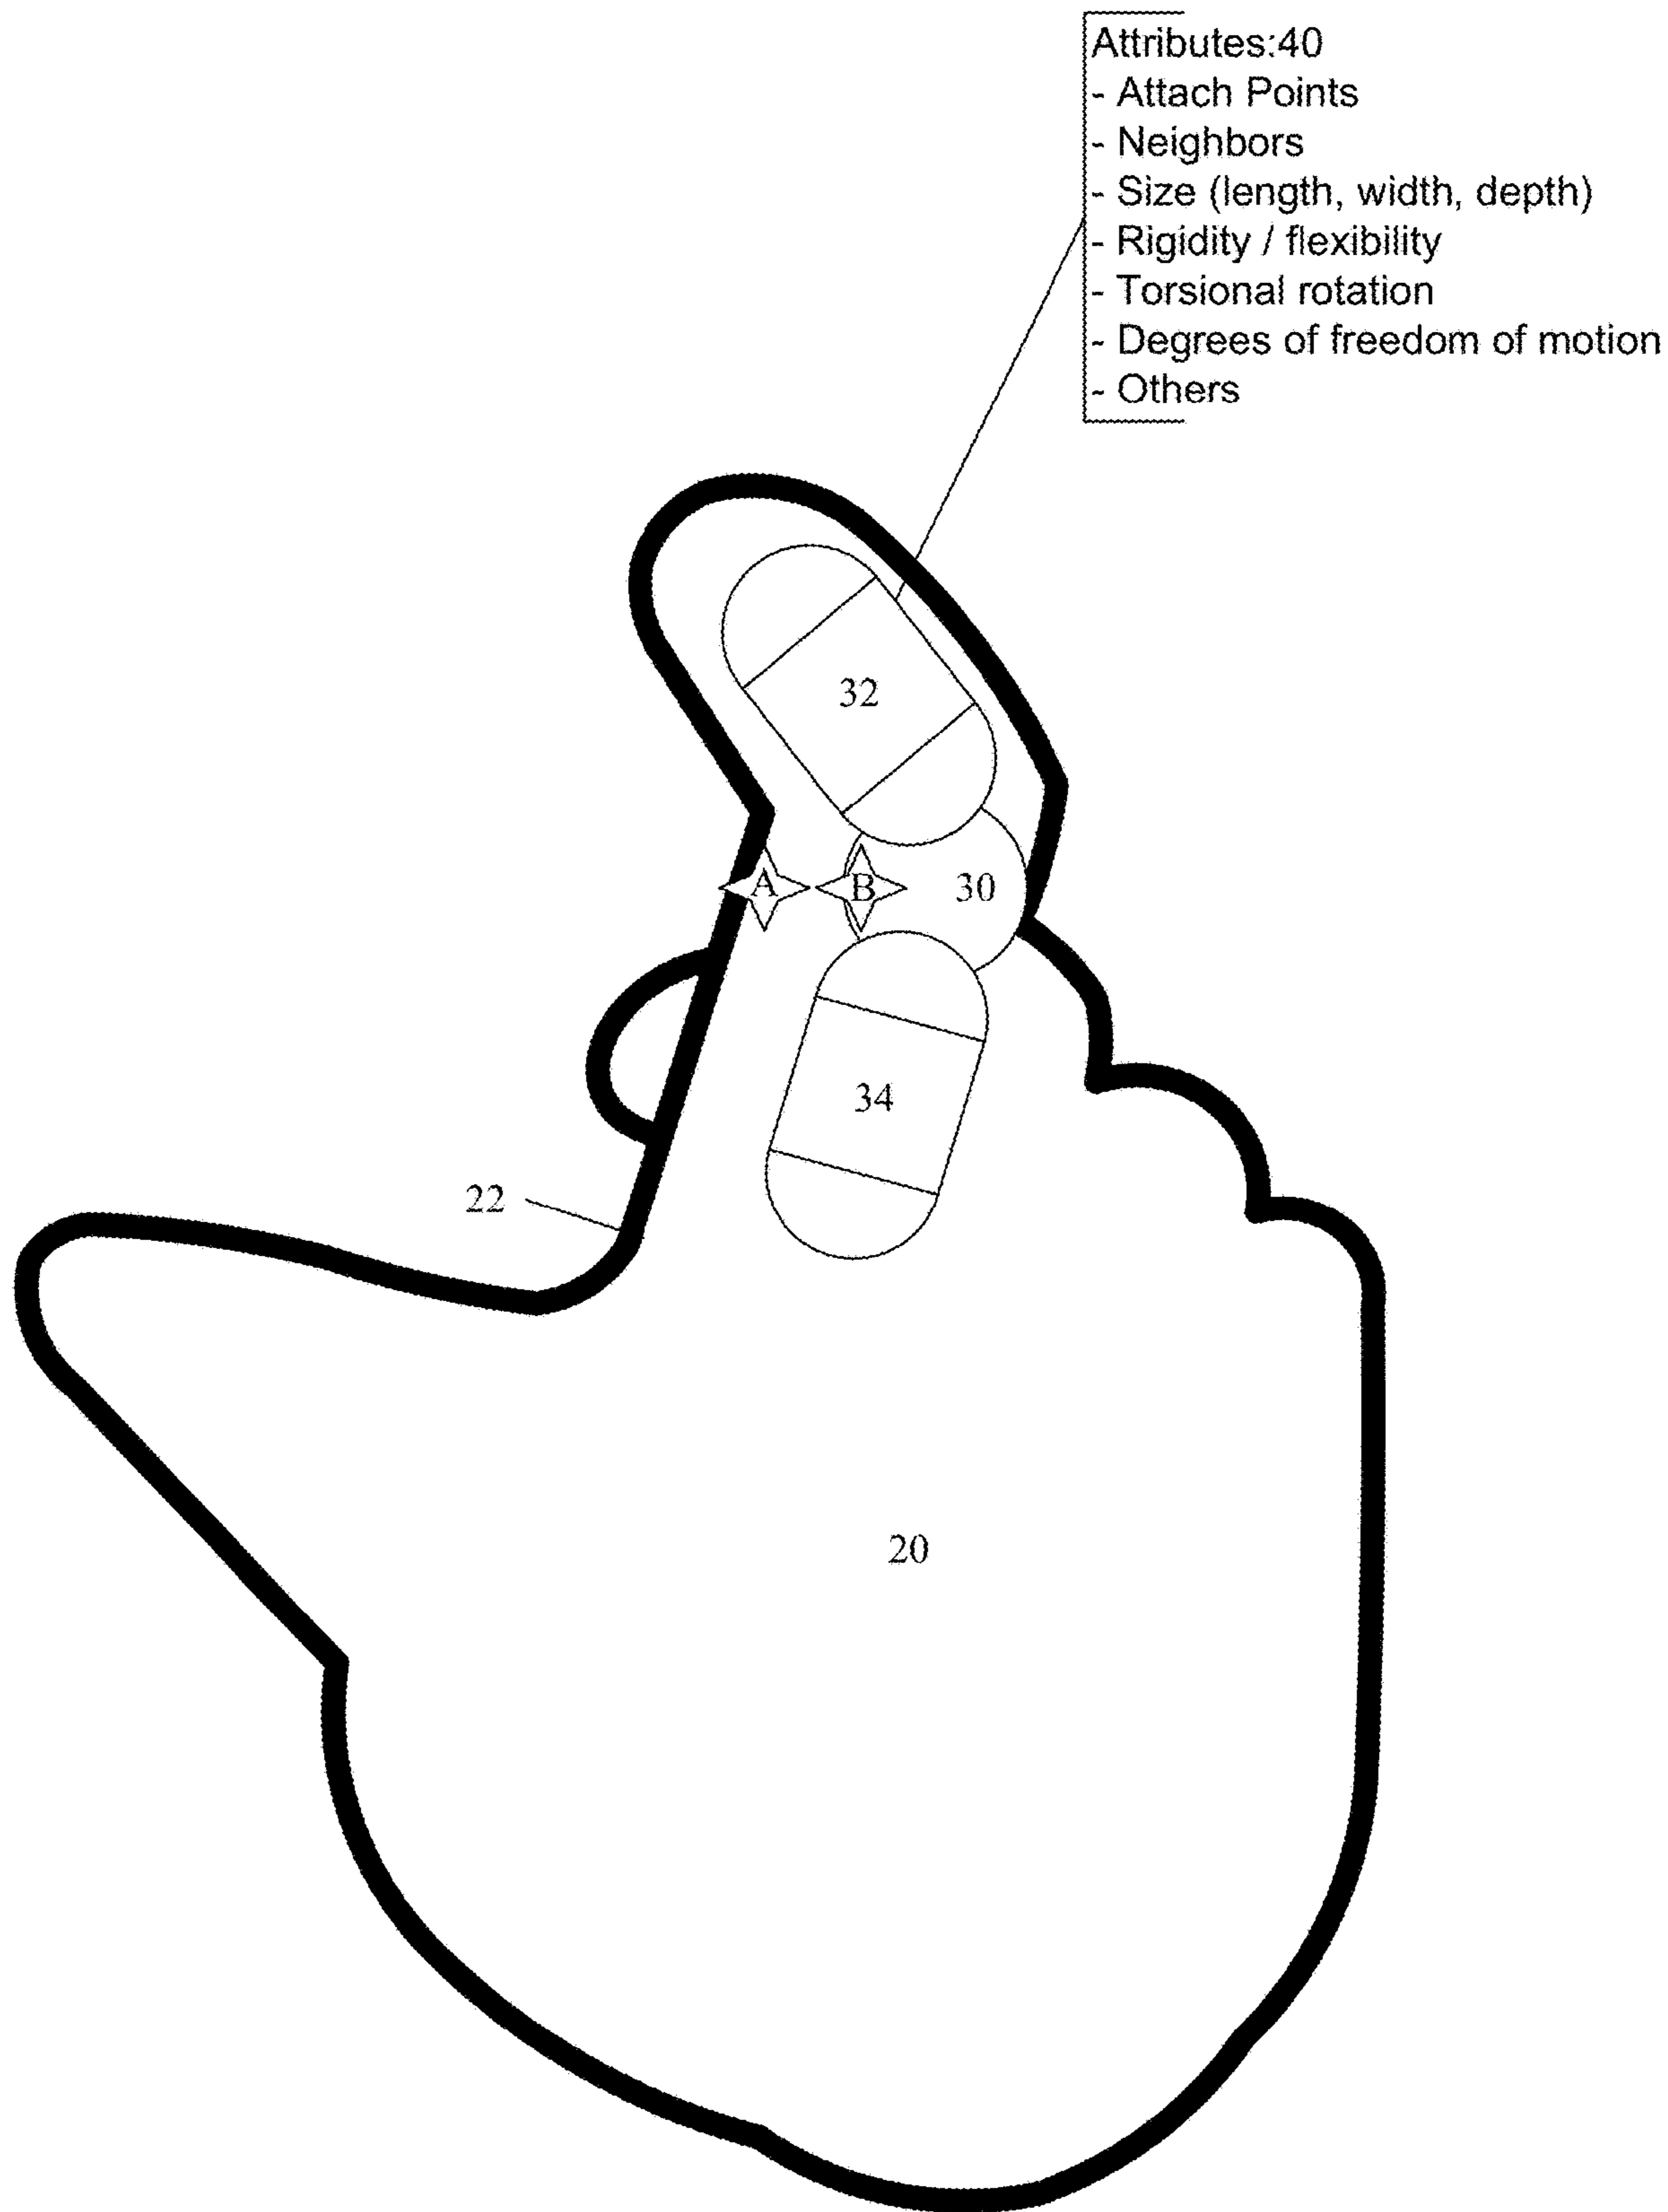 Attributes:40
- Attach Points
- Neighbors
- Size (length, width, depth)
- Rigidity / flexibility
- Torsional rotation
- Degrees of freedom of motion
- Others
32
A
B
30
34
22
20